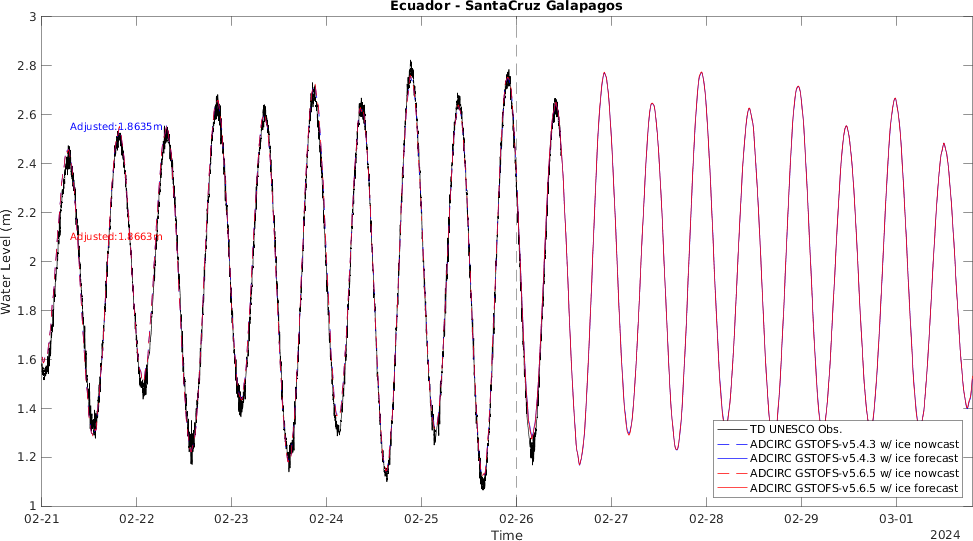 Ecuador - SantaCruz Galapagos
Water Level (m)
3
2.8
2.6
2.4
2.2
2
1.8
1.6
1.4
1.2
1
Adjusted:1.8635m
Adjusted:1.8663m
TD UNESCO Obs.
ADCIRC GSTOFS-v5.4.3 w/ ice nowcast
ADCIRC GSTOFS-v5.4.3 w/ ice forecast
ADCIRC GSTOFS-v5.6.5 w/ ice nowcast
ADCIRC GSTOFS-v5.6.5 w/ ice forecast
02-21 02-22 02-23 02-24 02-25 02-26 02-27 02-28 02-29 03-01
Time
2024